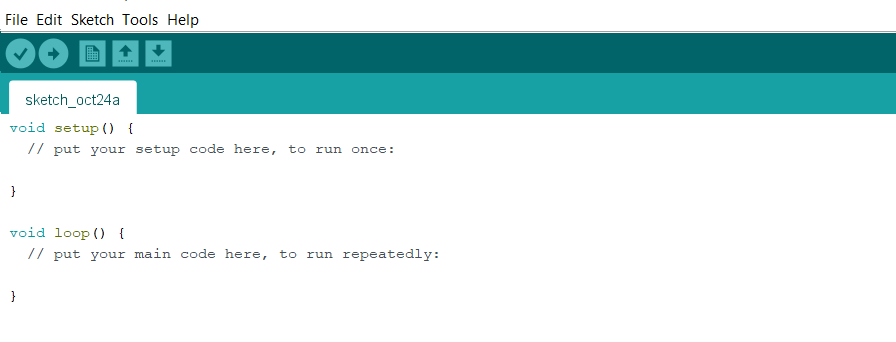 File Edit Sketch Tools Help
sketch_oct24a
void setup() {
  // put your setup code here, to run once:
}
void loop() {
  // put your main code here, to run repeatedly:
}